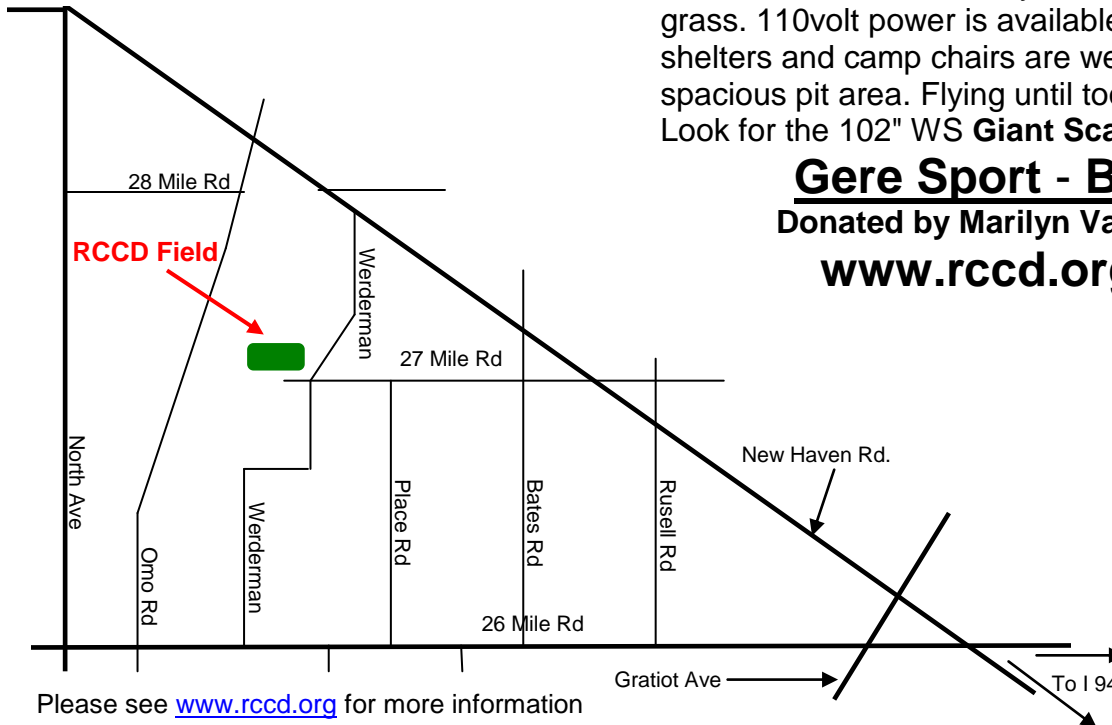 grass. 110volt power is available
shelters and camp chairs are we
spacious pit area. Flying until too
Look for the 102" WS Giant Sca
Gere Sport - B
Donated by Marilyn Va
www.rccd.org
28 Mile Rd
RCCD Field
Werderman
27 Mile Rd
New Haven Rd.
North Ave
Omo Rd
Werderman
Place Rd
Bates Rd
Rusell Rd
26 Mile Rd
Gratiot Ave
To I 94
Please see www.rccd.org for more information